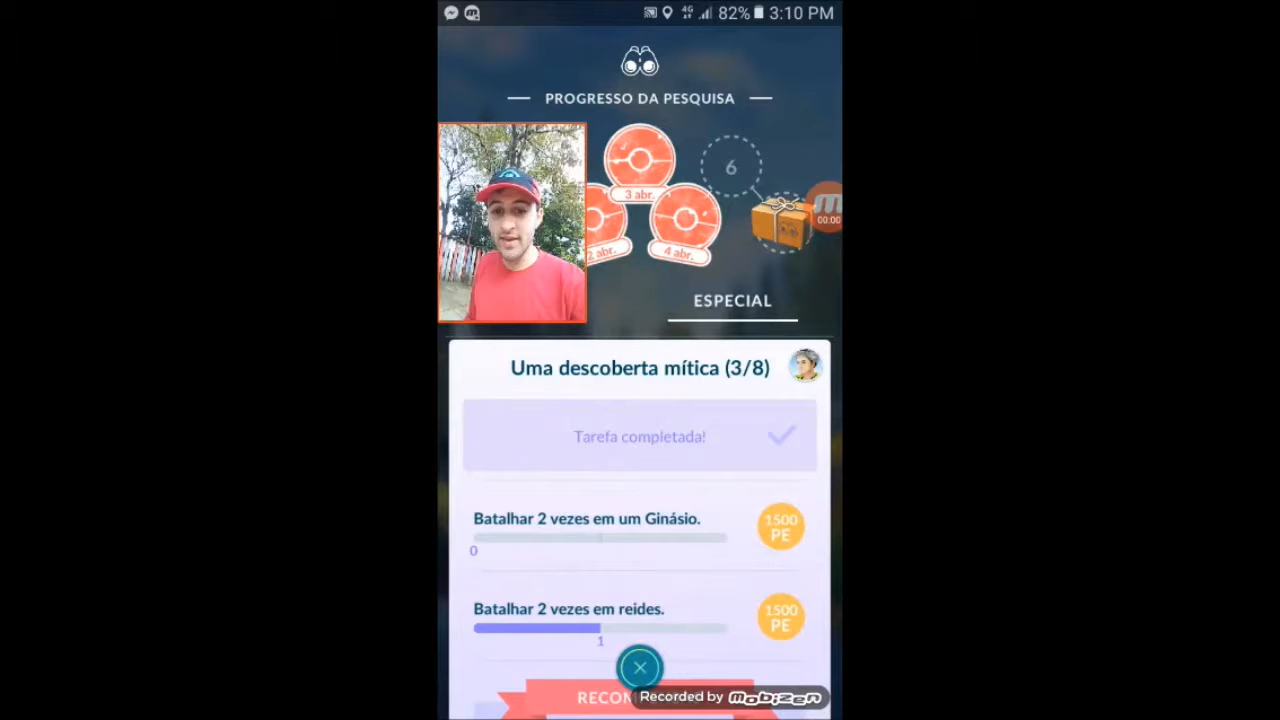 4G 82% 3:10 PM
PROGRESSO DA PESQUISA
3 abr.
6
2 abr.
4 abr.
00:00
ESPECIAL
Uma descoberta mítica (3/8)
Tarefa completada!
Batalhar 2 vezes em um Ginásio.
1500
PE
0
Batalhar 2 vezes em reides.
1500
PE
1
Recorded by mobizen